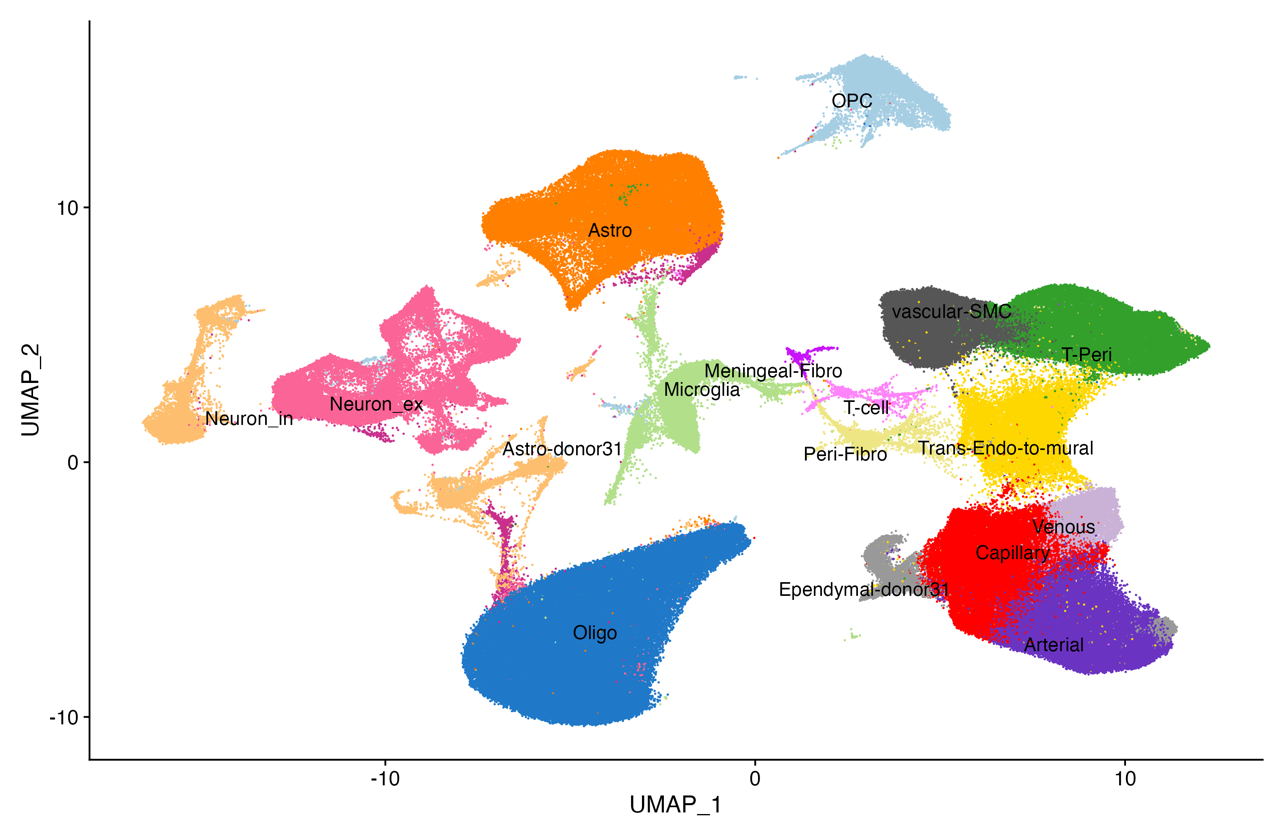 OPC
10
Astro
vascular-SMC
T-Peri
Meningeal-Fibro
Microglia
Neuron_ex
T-cell
Neuron_in
Astro-donor31
Peri-Fibro
Trans-Endo-to-mural
0
UMAP_2
Venous
Capillary
Ependymal-donor31
Oligo
Arterial
-10
-10 0 10
UMAP_1